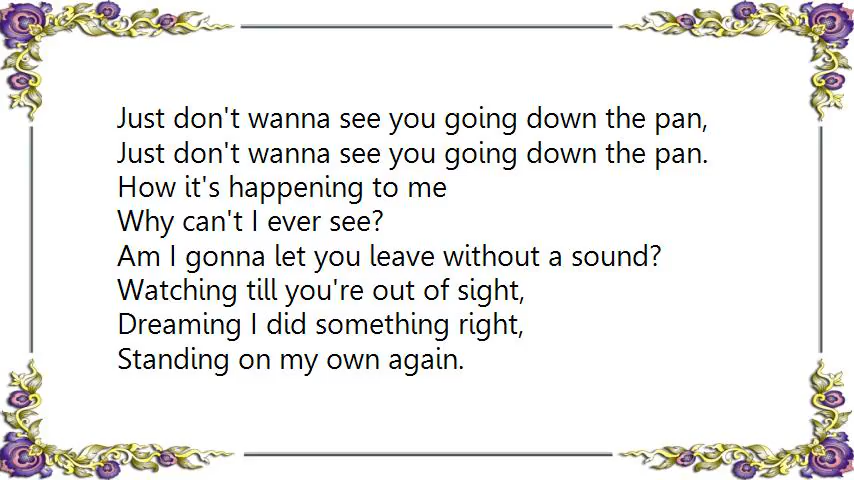 Just don't wanna see you going down the pan,
Just don't wanna see you going down the pan.
How it's happening to me
Why can't I ever see?
Am I gonna let you leave without a sound?
Watching till you're out of sight,
Dreaming I did something right,
Standing on my own again.